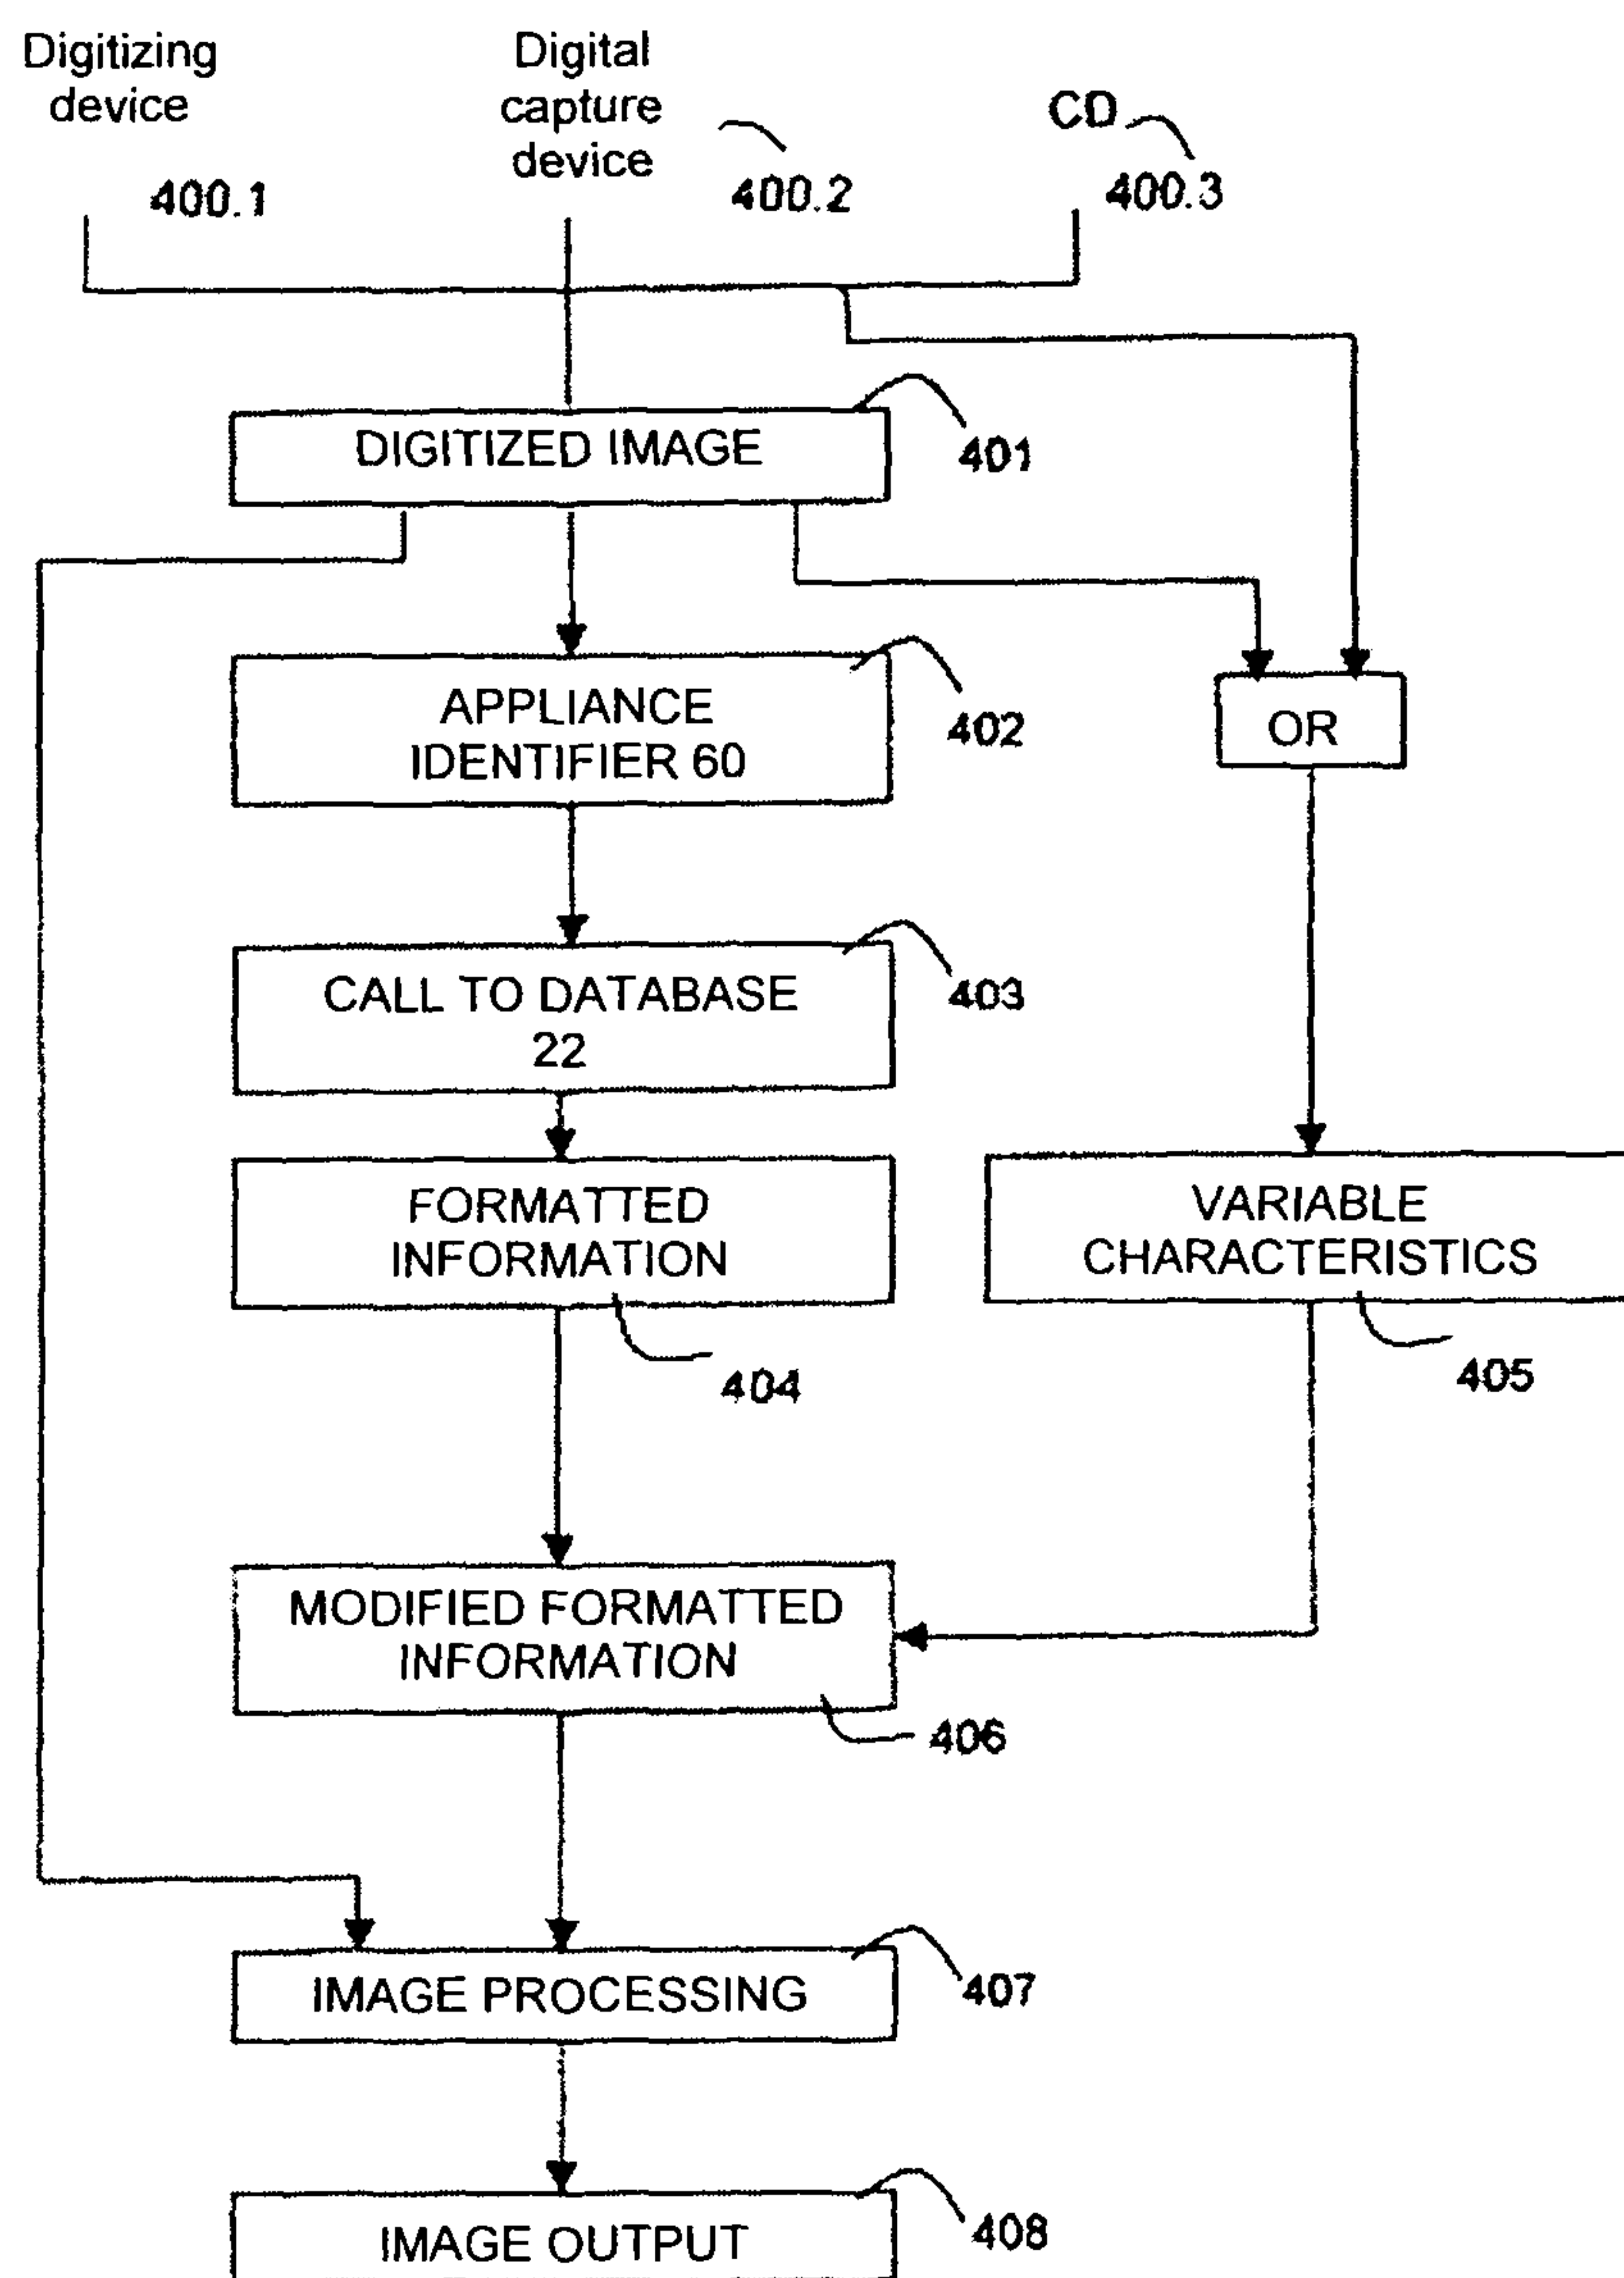 Digitizing
device
400.1
Digital
capture
device
400.2
CD
400.3
DIGITIZED IMAGE
401
APPLIANCE
IDENTIFIER 60
402
OR
CALL TO DATABASE
22
403
FORMATTED
INFORMATION
404
VARIABLE
CHARACTERISTICS
405
MODIFIED FORMATTED
INFORMATION
406
IMAGE PROCESSING
407
IMAGE OUTPUT
408